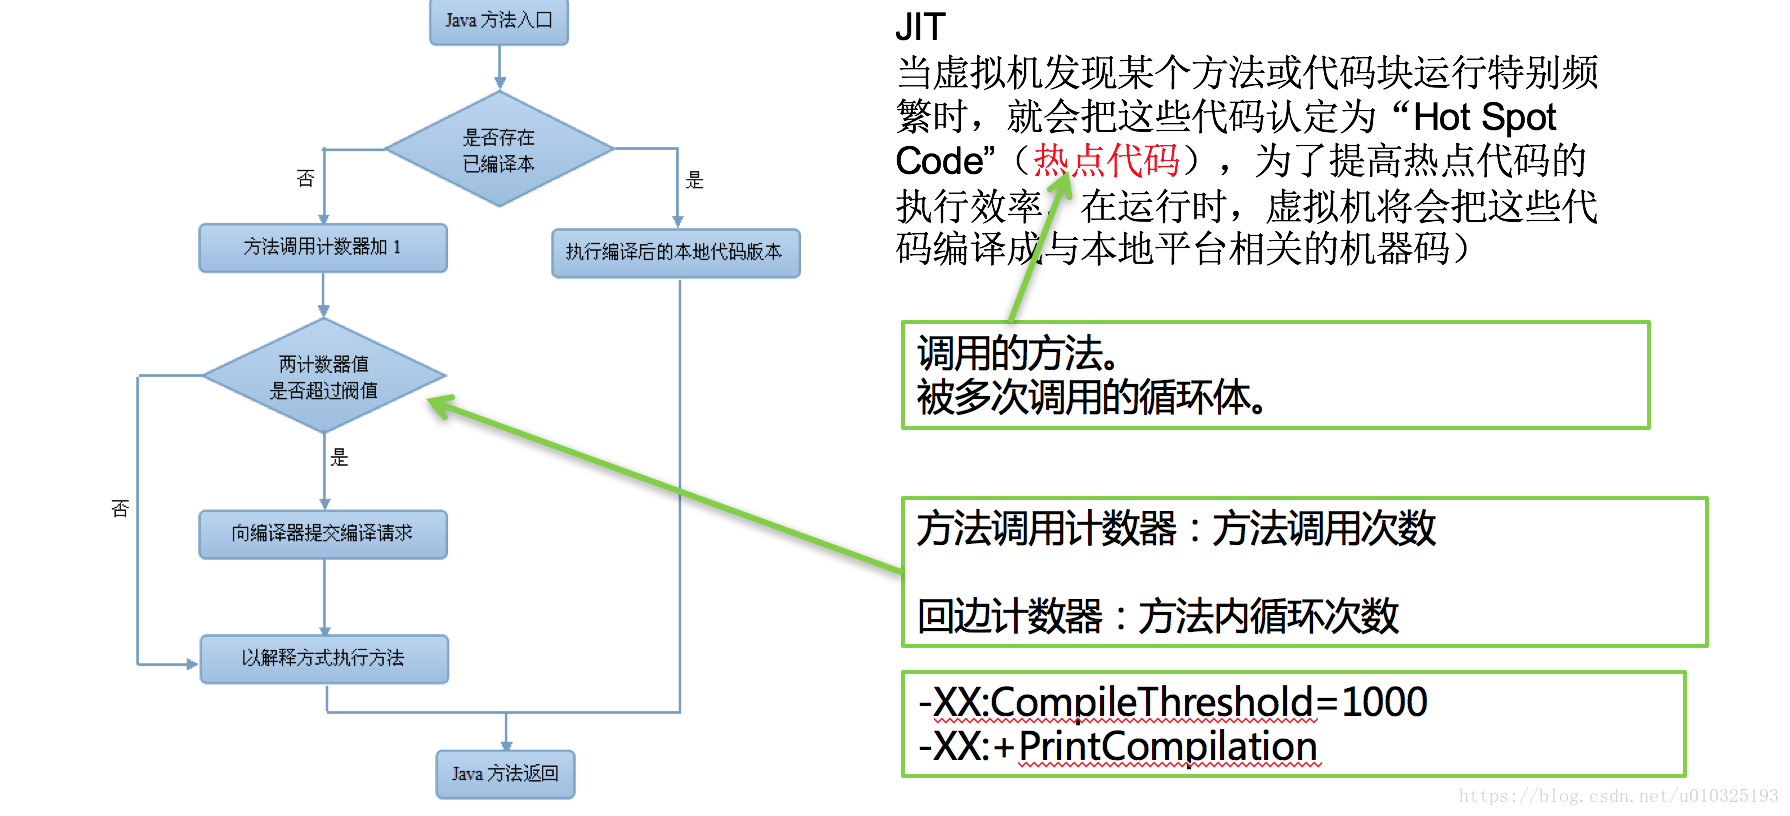 Java 方法入口
是否存在
已编译本
否
是
方法调用计数器加 1
执行编译后的本地代码版本
两计数器值
是否超过阀值
是
否
向编译器提交编译请求
以解释方式执行方法
Java 方法返回
JIT
当虚拟机发现某个方法或代码块运行特别频
繁时，就会把这些代码认定为“Hot Spot
Code”（热点代码），为了提高热点代码的
执行效率，在运行时，虚拟机将会把这些代
码编译成与本地平台相关的机器码）
调用的方法。
被多次调用的循环体。
方法调用计数器：方法调用次数
回边计数器：方法内循环次数
-XX:CompileThreshold=1000
-XX:+PrintCompilation
https://blog.csdn.net/u010325193